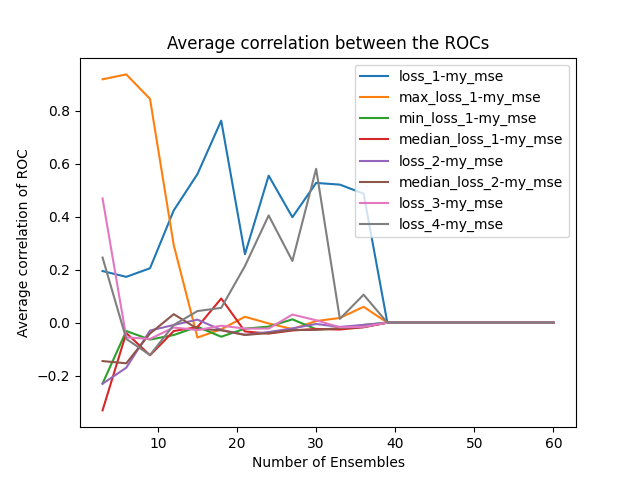 Average correlation between the ROCs
Average correlation of ROC
0.8
0.6
0.4
0.2
0.0
−0.2
loss_1-my_mse
max_loss_1-my_mse
min_loss_1-my_mse
median_loss_1-my_mse
loss_2-my_mse
median_loss_2-my_mse
loss_3-my_mse
loss_4-my_mse
10 20 30 40 50 60
Number of Ensembles